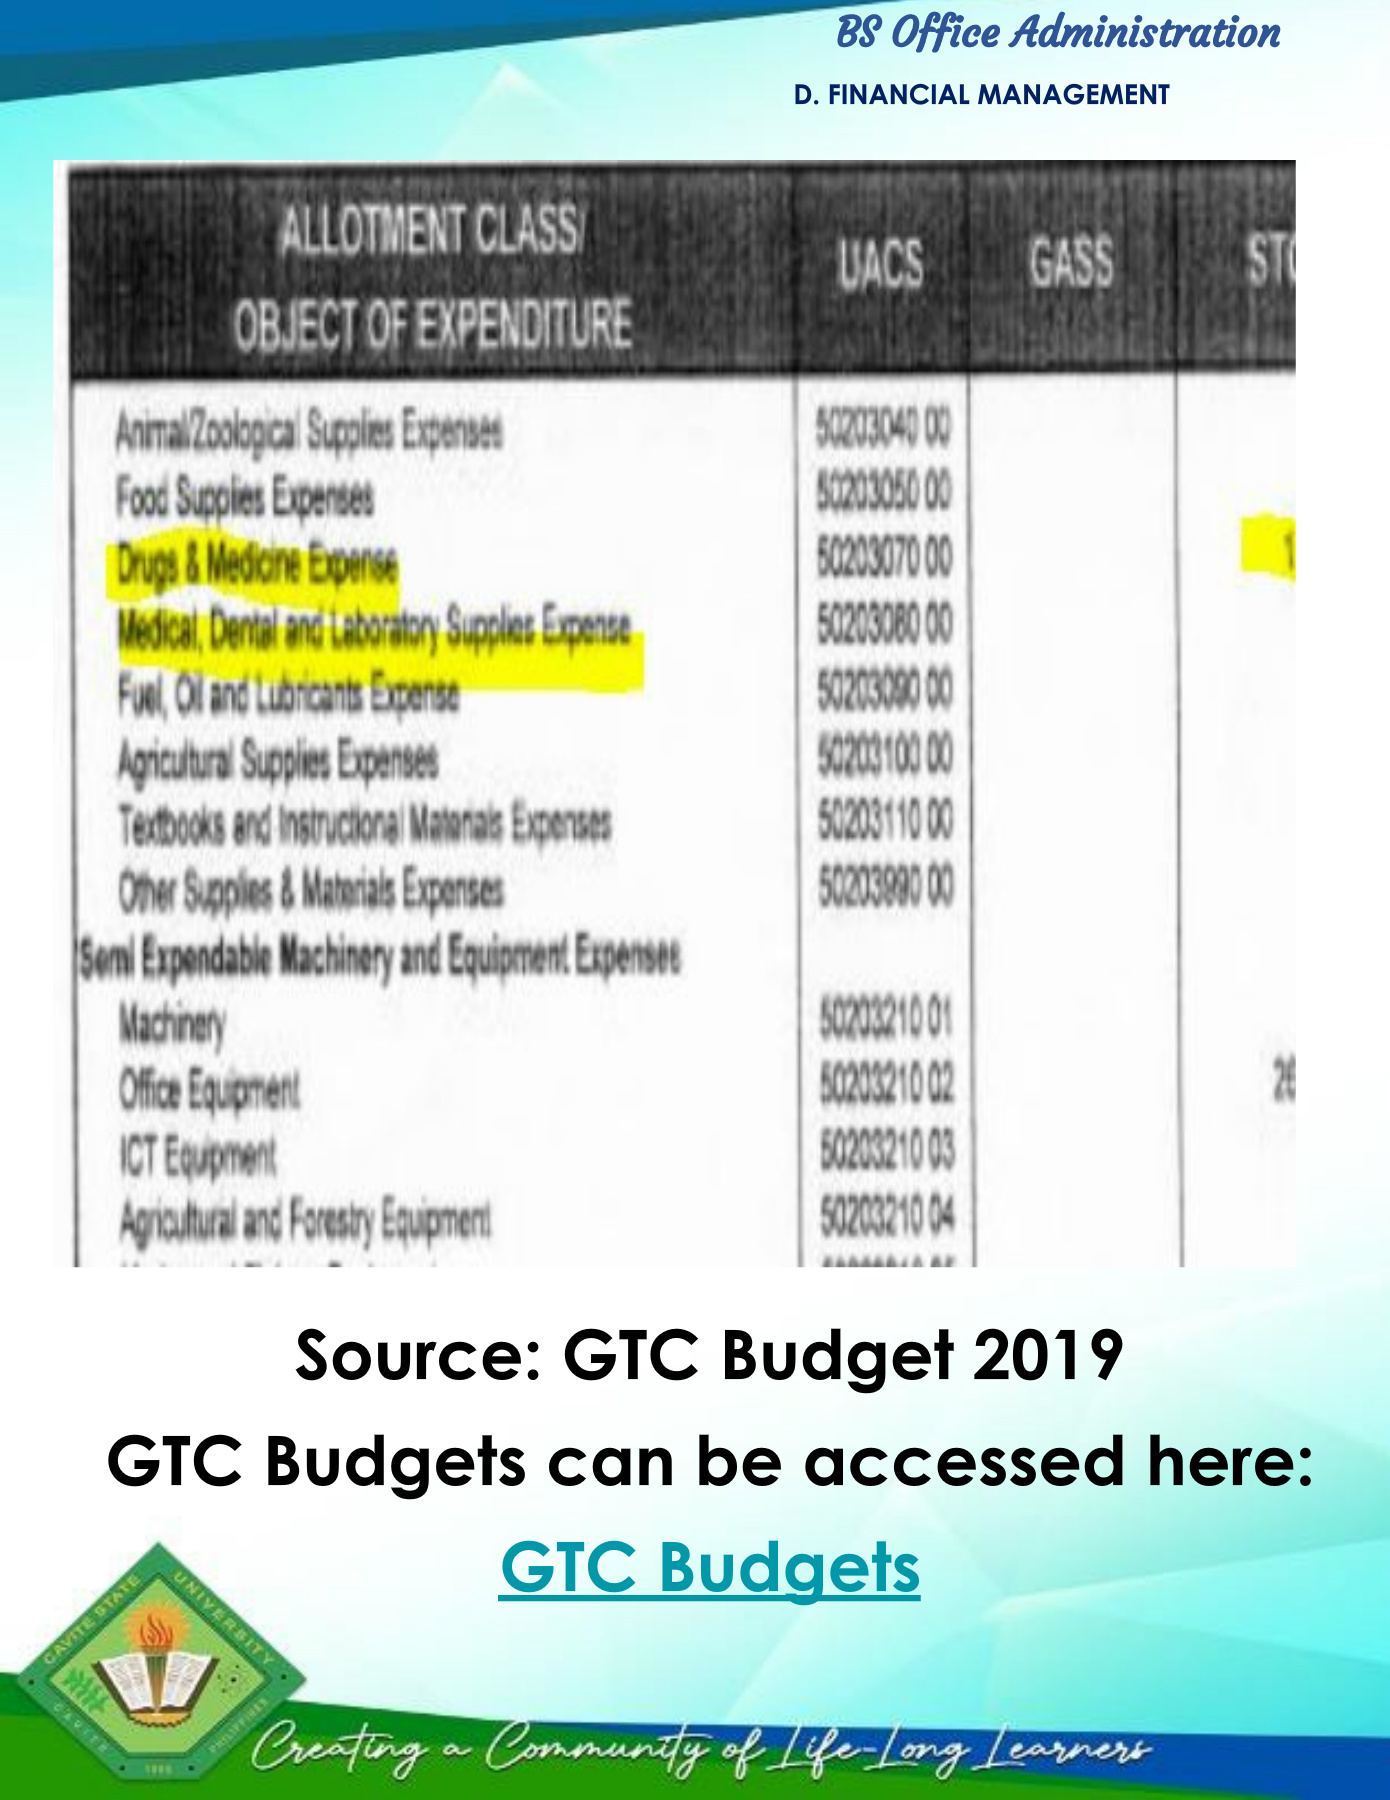 BS Office Administration
D. FINANCIAL MANAGEMENT
ALLOTMENT CLASS/
OBJECT OF EXPENDITURE
UACS
GASS
Animal/Zoological Supplies Expenses 50203040 00
Food Supplies Expenses 50203050 00
Drugs & Medicine Expense 50203070 00
Medical, Dental and Laboratory Supplies Expense 50203080 00
Fuel, Oil and Lubricants Expense 50203090 00
Agricultural Supplies Expenses 50203100 00
Textbooks and Instructional Materials Expenses 50203110 00
Other Supplies & Materials Expenses 50203990 00
Semi Expendable Machinery and Equipment Expenses
Machinery 50203210 01
Office Equipment 50203210 02 26
ICT Equipment 50203210 03
Agricultural and Forestry Equipment 50203210 04
Source: GTC Budget 2019
GTC Budgets can be accessed here:
GTC Budgets
CAVITE STATE UNIVERSITY
CAVITE
PHILIPPINES
1906
Creating a Community of Life-Long Learners